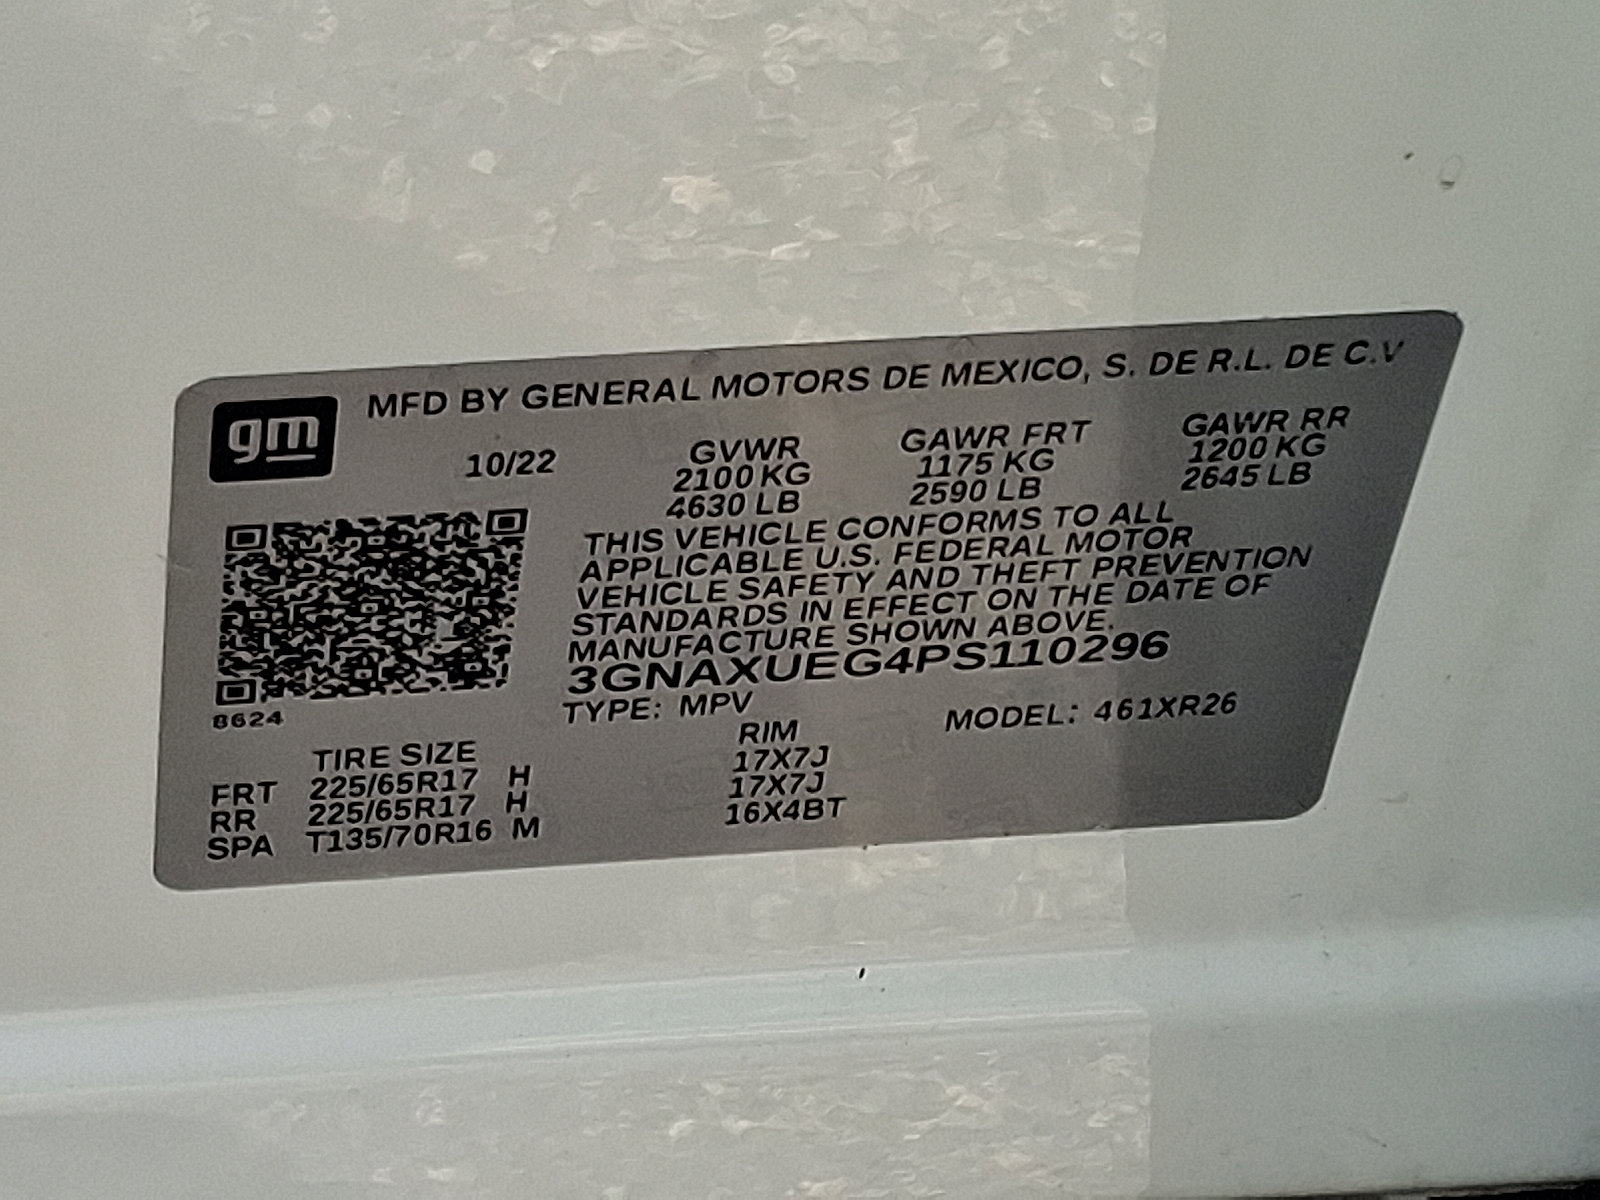 gm
MFD BY GENERAL MOTORS DE MEXICO, S. DE R.L. DE C.V
10/22 GVWR GAWR FRT GAWR RR
2100 KG 1175 KG 1200 KG
4630 LB 2590 LB 2645 LB
THIS VEHICLE CONFORMS TO ALL
APPLICABLE U.S. FEDERAL MOTOR
VEHICLE SAFETY AND THEFT PREVENTION
STANDARDS IN EFFECT ON THE DATE OF
MANUFACTURE SHOWN ABOVE.
3GNAXUEG4PS110296
8624
TYPE: MPV MODEL: 461XR26
TIRE SIZE RIM
FRT 225/65R17 H 17X7J
RR 225/65R17 H 17X7J
SPA T135/70R16 M 16X4BT